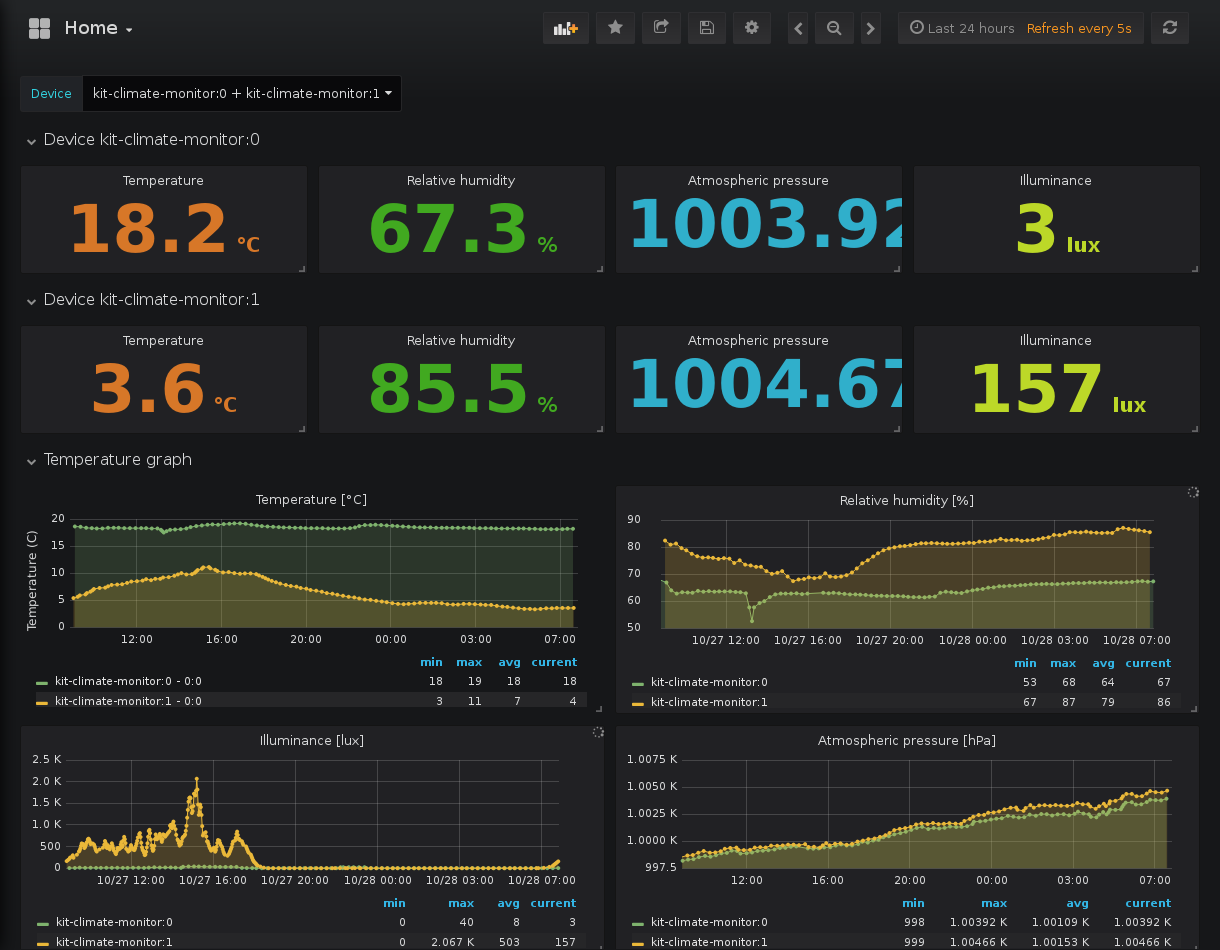 Home
Last 24 hours Refresh every 5s
Device kit-climate-monitor:0 + kit-climate-monitor:1
Device kit-climate-monitor:0
Temperature Relative humidity Atmospheric pressure Illuminance
18.2 °C 67.3 % 1003.92 3 lux
Device kit-climate-monitor:1
Temperature Relative humidity Atmospheric pressure Illuminance
3.6 °C 85.5 % 1004.67 157 lux
Temperature graph
Temperature [°C]
Temperature (C)
20
15
10
5
0
12:00 16:00 20:00 00:00 03:00 07:00
min max avg current
kit-climate-monitor:0 - 0:0 18 19 18 18
kit-climate-monitor:1 - 0:0 3 11 7 4
Relative humidity [%]
90
80
70
60
50
10/27 12:00 10/27 16:00 10/27 20:00 10/28 00:00 10/28 03:00 10/28 07:00
min max avg current
kit-climate-monitor:0 53 68 64 67
kit-climate-monitor:1 67 87 79 86
Illuminance [lux]
2.5 K
2.0 K
1.5 K
1.0 K
500
0
10/27 12:00 10/27 16:00 10/27 20:00 10/28 00:00 10/28 03:00 10/28 07:00
min max avg current
kit-climate-monitor:0 0 40 8 3
kit-climate-monitor:1 0 2.067 K 503 157
Atmospheric pressure [hPa]
1.0075 K
1.0050 K
1.0025 K
1.0000 K
997.5
12:00 16:00 20:00 00:00 03:00 07:00
min max avg current
kit-climate-monitor:0 998 1.00392 K 1.00109 K 1.00392 K
kit-climate-monitor:1 999 1.00466 K 1.00153 K 1.00466 K